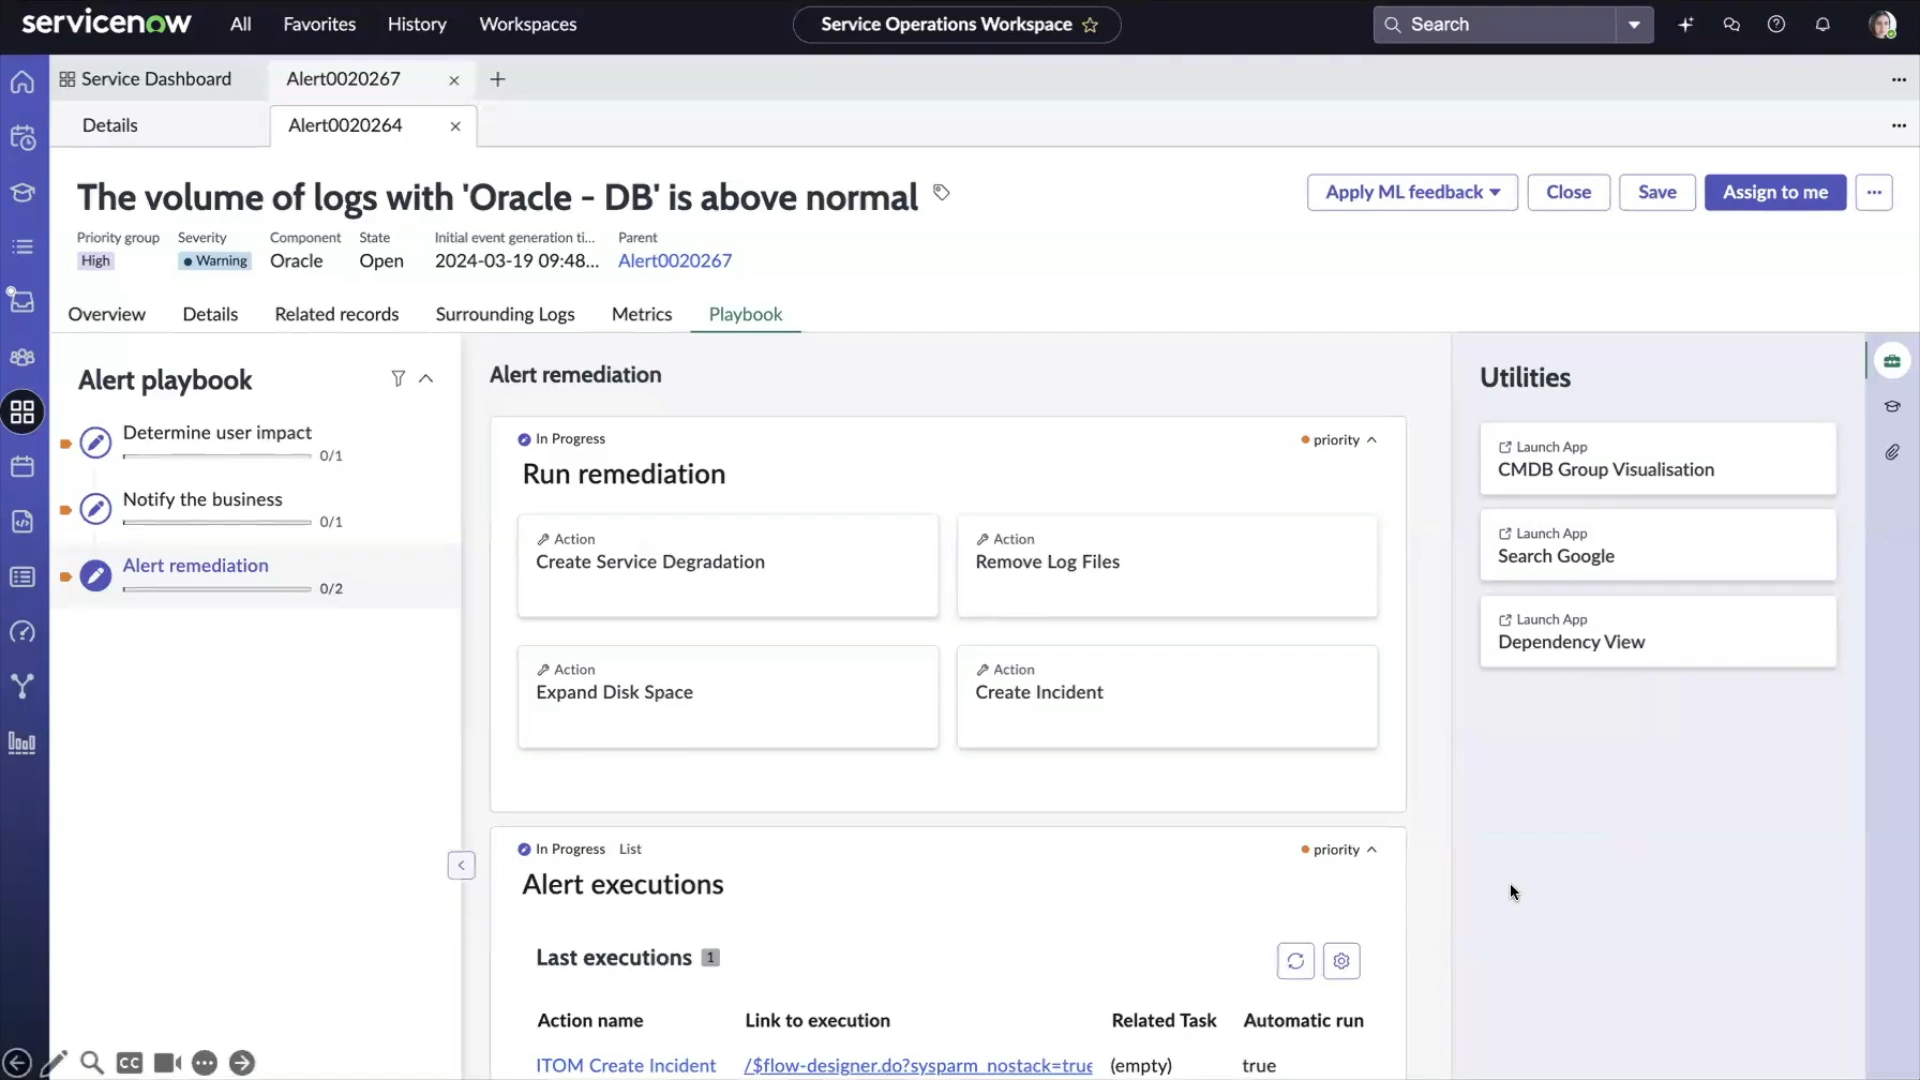 servicenow All Favorites History Workspaces Service Operations Workspace Search
Service Dashboard Alert0020267
Details Alert0020264
The volume of logs with 'Oracle - DB' is above normal
Apply ML feedback Close Save Assign to me
Priority group Severity Component State Initial event generation ti... Parent
High Warning Oracle Open 2024-03-19 09:48... Alert0020267
Overview Details Related records Surrounding Logs Metrics Playbook
Alert playbook
Determine user impact
0/1
Notify the business
0/1
Alert remediation
0/2
Alert remediation
In Progress priority
Run remediation
Action
Create Service Degradation
Action
Remove Log Files
Action
Expand Disk Space
Action
Create Incident
In Progress List priority
Alert executions
Last executions 1
Action name Link to execution Related Task Automatic run
ITOM Create Incident /$flow-designer.do?sysparm_nostack=true (empty) true
Utilities
Launch App
CMDB Group Visualisation
Launch App
Search Google
Launch App
Dependency View
CC